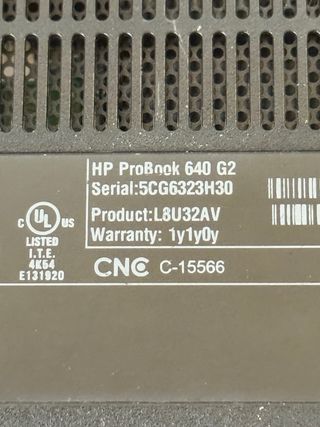 HP ProBook 640 G2
Serial:5CG6323H30
Product:L8U32AV
Warranty: 1y1y0y
c UL us
LISTED
I.T.E.
4K54
E131920
CNC C-15566